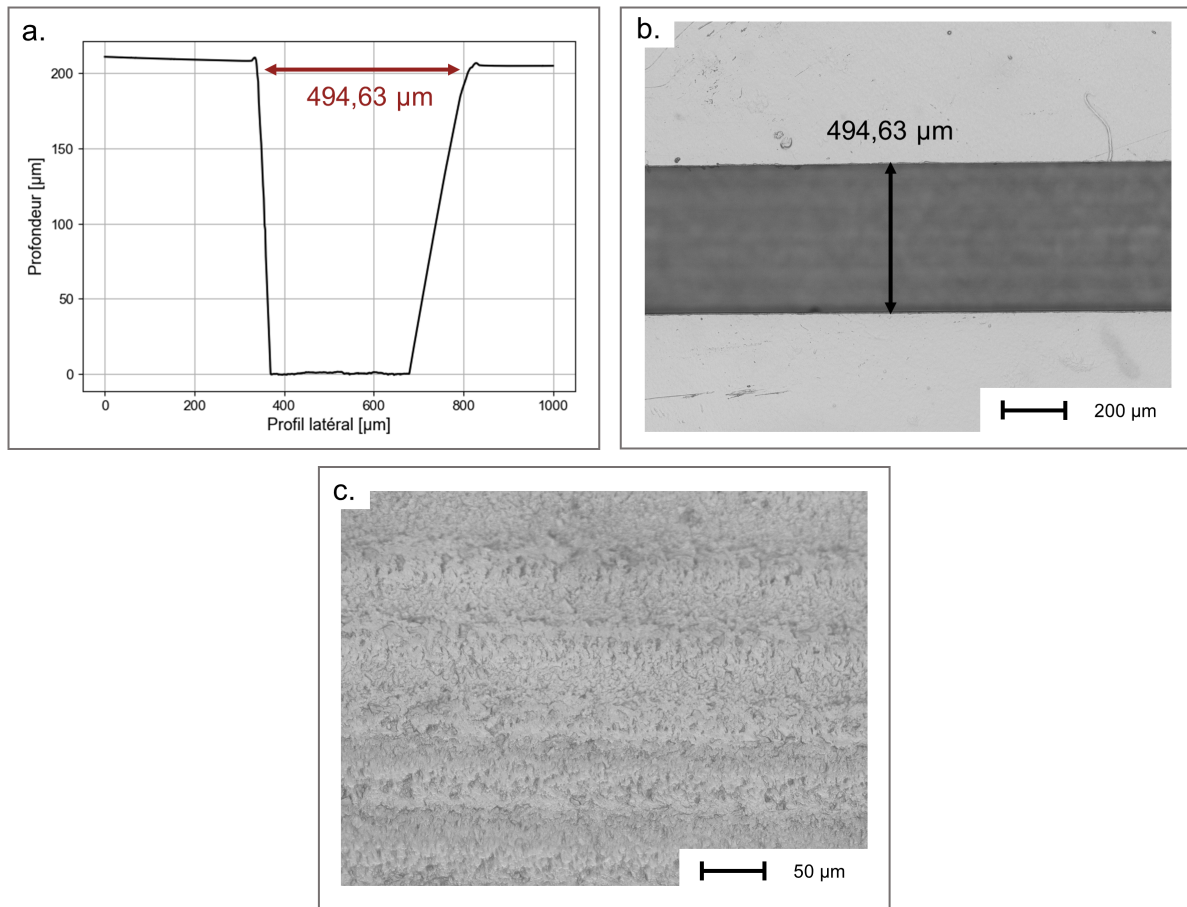 a.
494,63 µm
Profondeur [µm]
200
150
100
50
0
0 200 400 600 800 1000
Profil latéral [µm]
b.
494,63 µm
200 µm
c.
50 µm